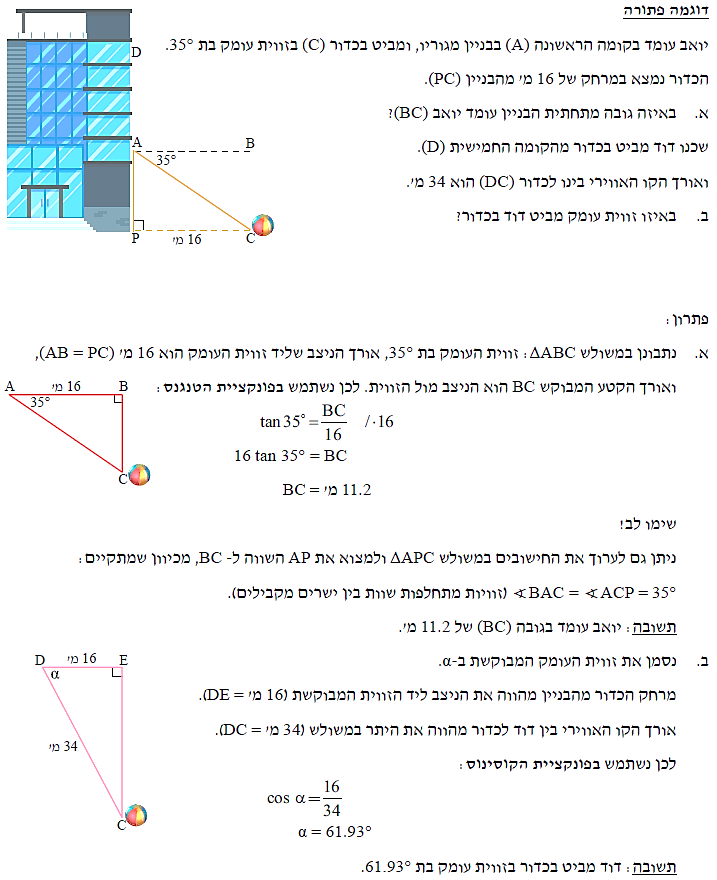 דוגמה פתורה
יואב עומד בקומה הראשונה (A) בבניין מגוריו, ומביט בכדור (C) בזווית עומק בת 35°.
הכדור נמצא במרחק של 16 מ׳ מהבניין (PC).
א. באיזה גובה מתחתית הבניין עומד יואב (BC)?
שכנו דוד מביט בכדור מהקומה החמישית (D).
ואורך הקו האווירי בינו לכדור (DC) הוא 34 מ׳.
ב. באיזו זווית עומק מביט דוד בכדור?
D
A
B
35°
P
16 מ׳
C
פתרון:
א. נתבונן במשולש ΔABC: זווית העומק בת 35°, אורך הניצב שליד זווית העומק הוא 16 מ׳ (AB = PC),
ואורך הקטע המבוקש BC הוא הניצב מול הזווית. לכן נשתמש בפונקציית הטנגנס:
A
16 מ׳
B
35°
C
tan 35° = BC/16 /·16
16 tan 35° = BC
BC = 11.2 מ׳
שימו לב!
ניתן גם לערוך את החישובים במשולש ΔAPC ולמצוא את AP השווה ל- BC, מכיוון שמתקיים:
∢BAC = ∢ACP = 35° (זוויות מתחלפות שוות בין ישרים מקבילים).
תשובה: יואב עומד בגובה (BC) של 11.2 מ׳.
ב. נסמן את זווית העומק המבוקשת ב-α.
מרחק הכדור מהבניין מהווה את הניצב ליד הזווית המבוקשת (DE = 16 מ׳).
אורך הקו האווירי בין דוד לכדור מהווה את היתר במשולש (DC = 34 מ׳).
לכן נשתמש בפונקציית הקוסינוס:
D
16 מ׳
E
α
34 מ׳
C
cos α = 16/34
α = 61.93°
תשובה: דוד מביט בכדור בזווית עומק בת 61.93°.